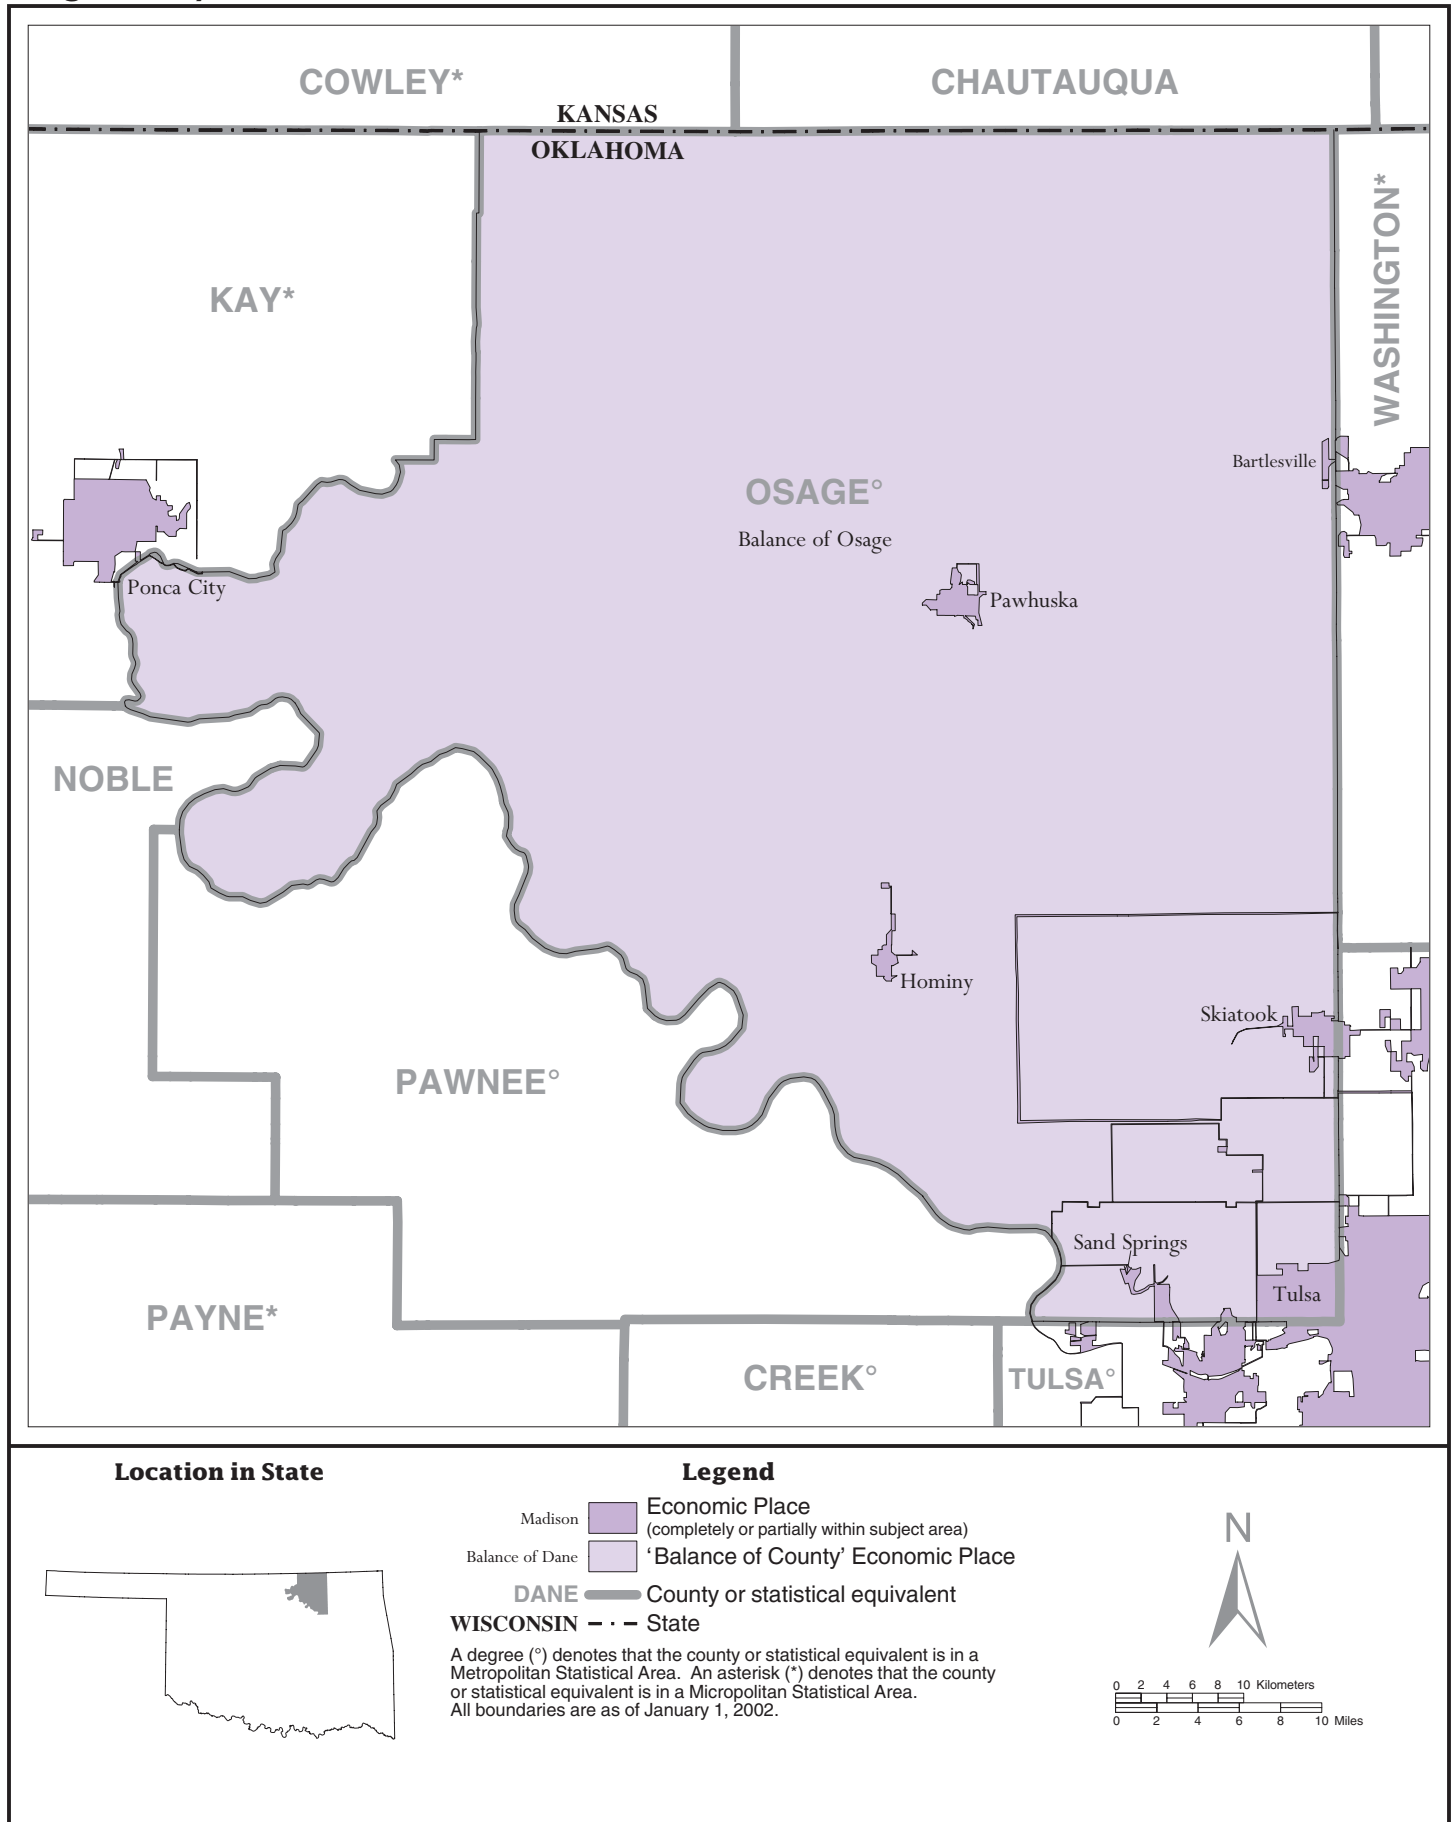 COWLEY*
CHAUTAUQUA
KANSAS
OKLAHOMA
WASHINGTON*
KAY*
Bartlesville
OSAGE°
Balance of Osage
Ponca City
Pawhuska
NOBLE
Hominy
Skiatook
PAWNEE°
Sand Springs
Tulsa
PAYNE*
CREEK°
TULSA°
Location in State
Legend
Madison
Economic Place
(completely or partially within subject area)
Balance of Dane
‘Balance of County’ Economic Place
DANE
County or statistical equivalent
WISCONSIN
State
A degree (°) denotes that the county or statistical equivalent is in a
Metropolitan Statistical Area. An asterisk (*) denotes that the county
or statistical equivalent is in a Micropolitan Statistical Area.
All boundaries are as of January 1, 2002.
N
0 2 4 6 8 10 Kilometers
0 2 4 6 8 10 Miles